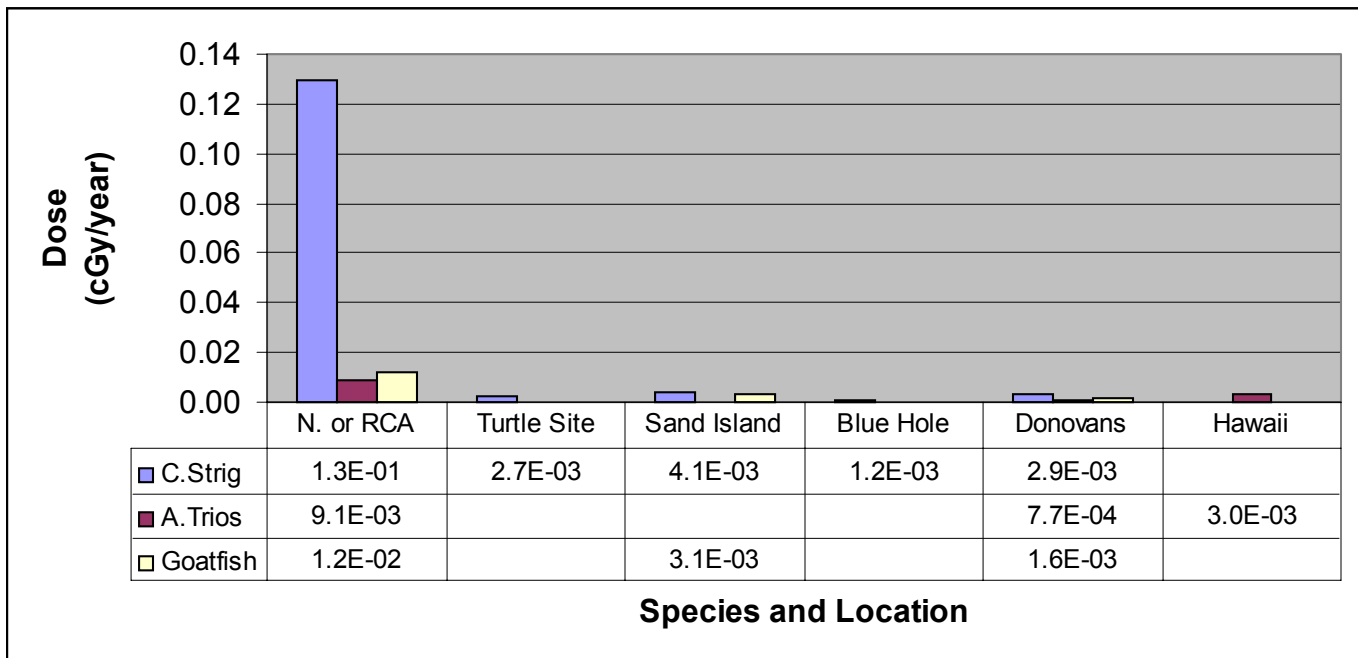 0.14
0.12
0.10
0.08
0.06
0.04
0.02
0.00
Dose
(cGy/year)
N. or RCA Turtle Site Sand Island Blue Hole Donovans Hawaii
C.Strig 1.3E-01 2.7E-03 4.1E-03 1.2E-03 2.9E-03
A.Trios 9.1E-03 7.7E-04 3.0E-03
Goatfish 1.2E-02 3.1E-03 1.6E-03
Species and Location